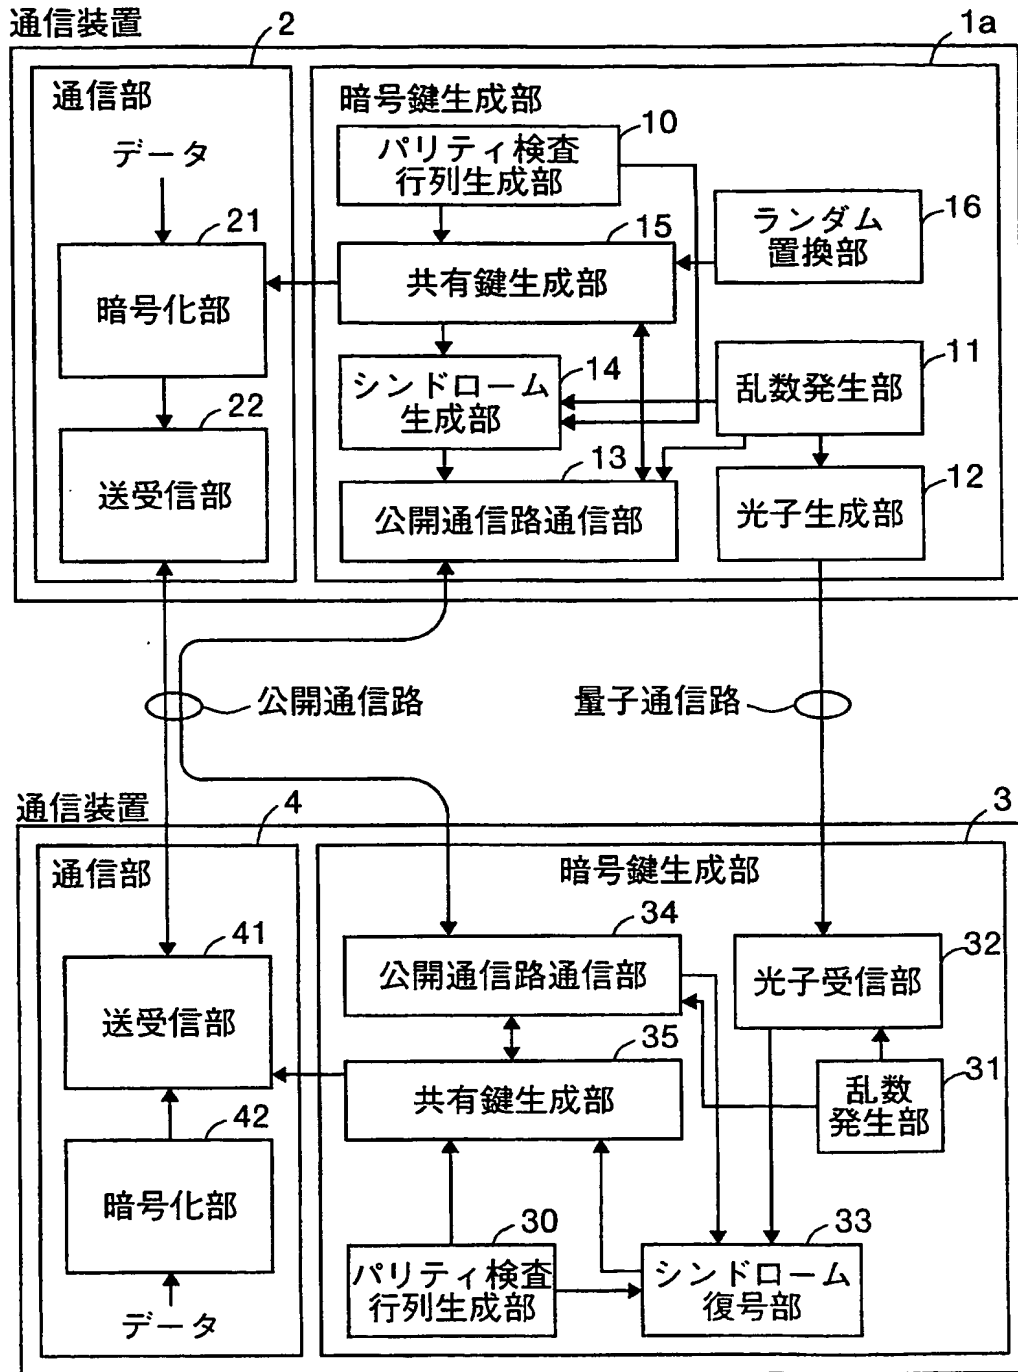 通信装置
2
1a
通信部
暗号鍵生成部
データ
10
パリティ検査
行列生成部
16
ランダム
置換部
21
暗号化部
15
共有鍵生成部
14
シンドローム
生成部
11
乱数発生部
22
送受信部
13
公開通信路通信部
12
光子生成部
公開通信路
量子通信路
通信装置
4
3
通信部
暗号鍵生成部
41
送受信部
34
公開通信路通信部
32
光子受信部
35
共有鍵生成部
31
乱数
発生部
42
暗号化部
データ
30
パリティ検査
行列生成部
33
シンドローム
復号部